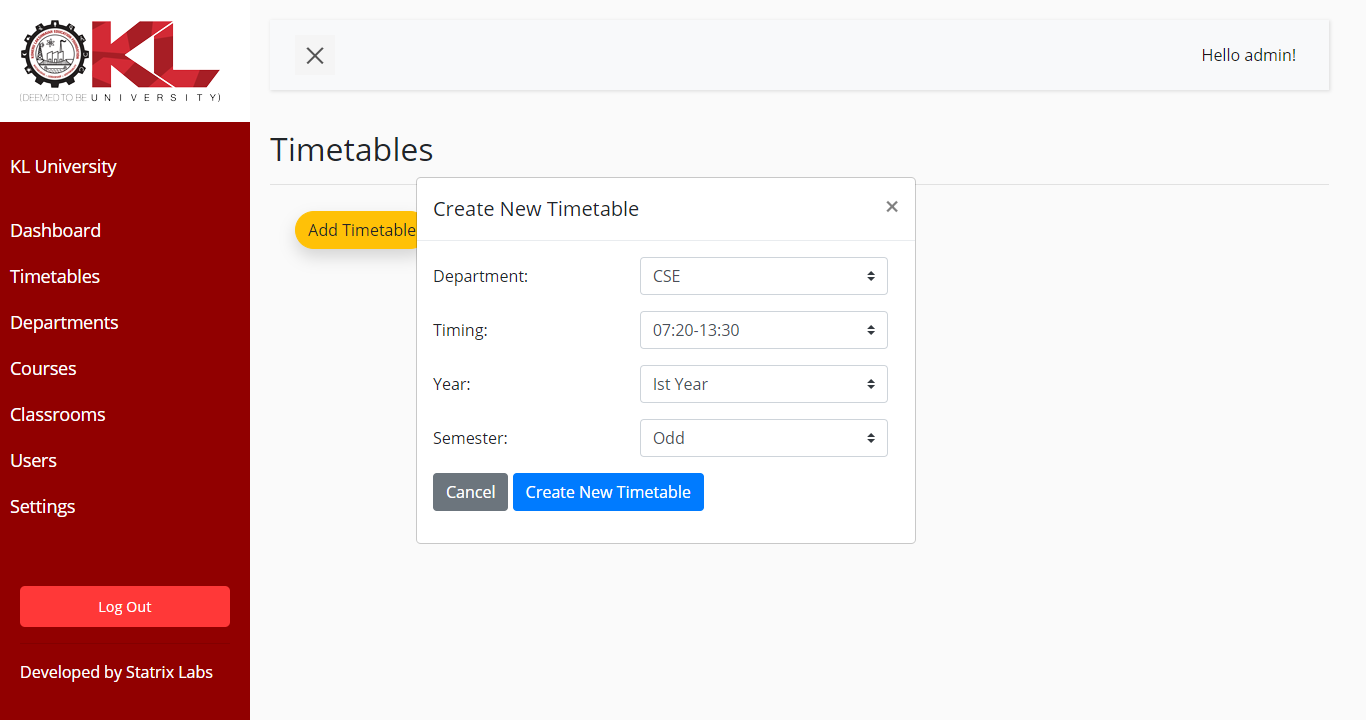 KL
(DEEMED TO BE UNIVERSITY)
KL University
Dashboard
Timetables
Departments
Courses
Classrooms
Users
Settings
Log Out
Developed by Statrix Labs
Hello admin!
Timetables
Add Timetable
Create New Timetable
×
Department:
CSE
Timing:
07:20-13:30
Year:
Ist Year
Semester:
Odd
Cancel
Create New Timetable